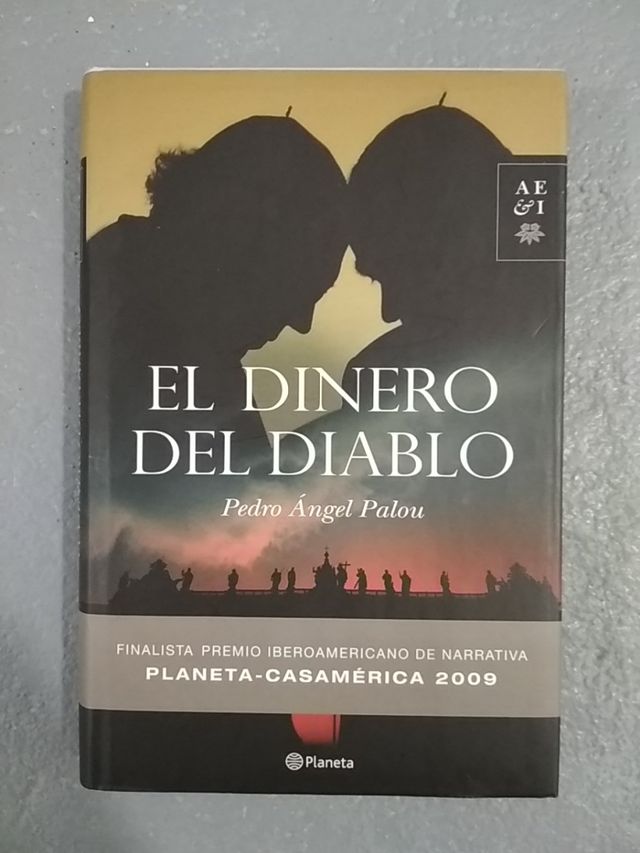 AE
&I
EL DINERO
DEL DIABLO
Pedro Ángel Palou
FINALISTA PREMIO IBEROAMERICANO DE NARRATIVA
PLANETA-CASAMÉRICA 2009
Planeta